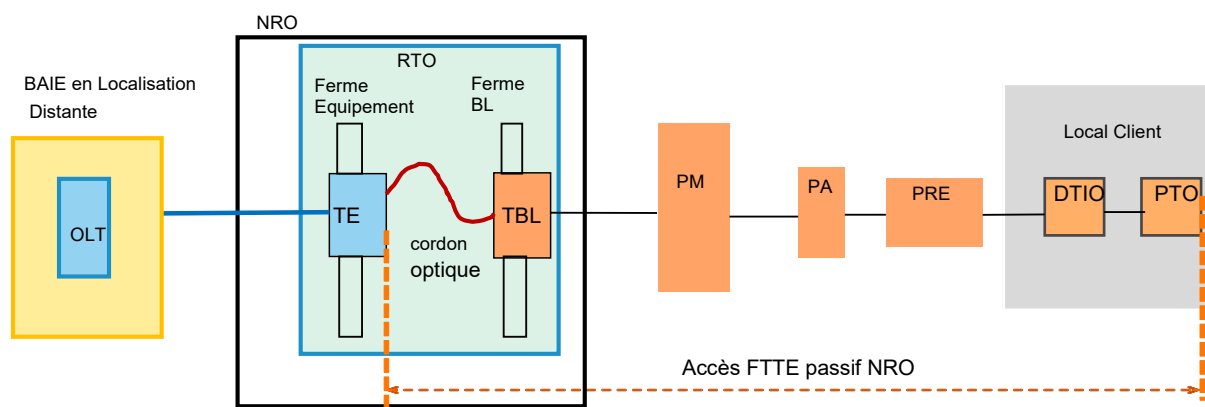 NRO
BAIE en Localisation
Distante
OLT
RTO
Ferme
Equipement
Ferme
BL
TE
TBL
cordon
optique
PM
PA
PRE
Local Client
DTIO
PTO
Accès FTTE passif NRO